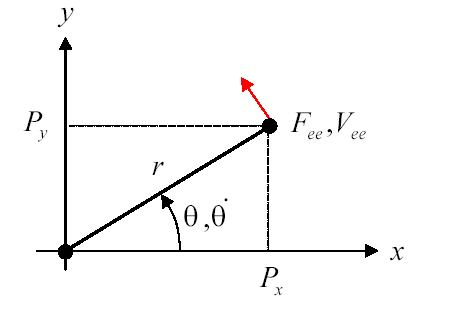 y
P_y
F_ee, V_ee
r
θ, θ̇
x
P_x